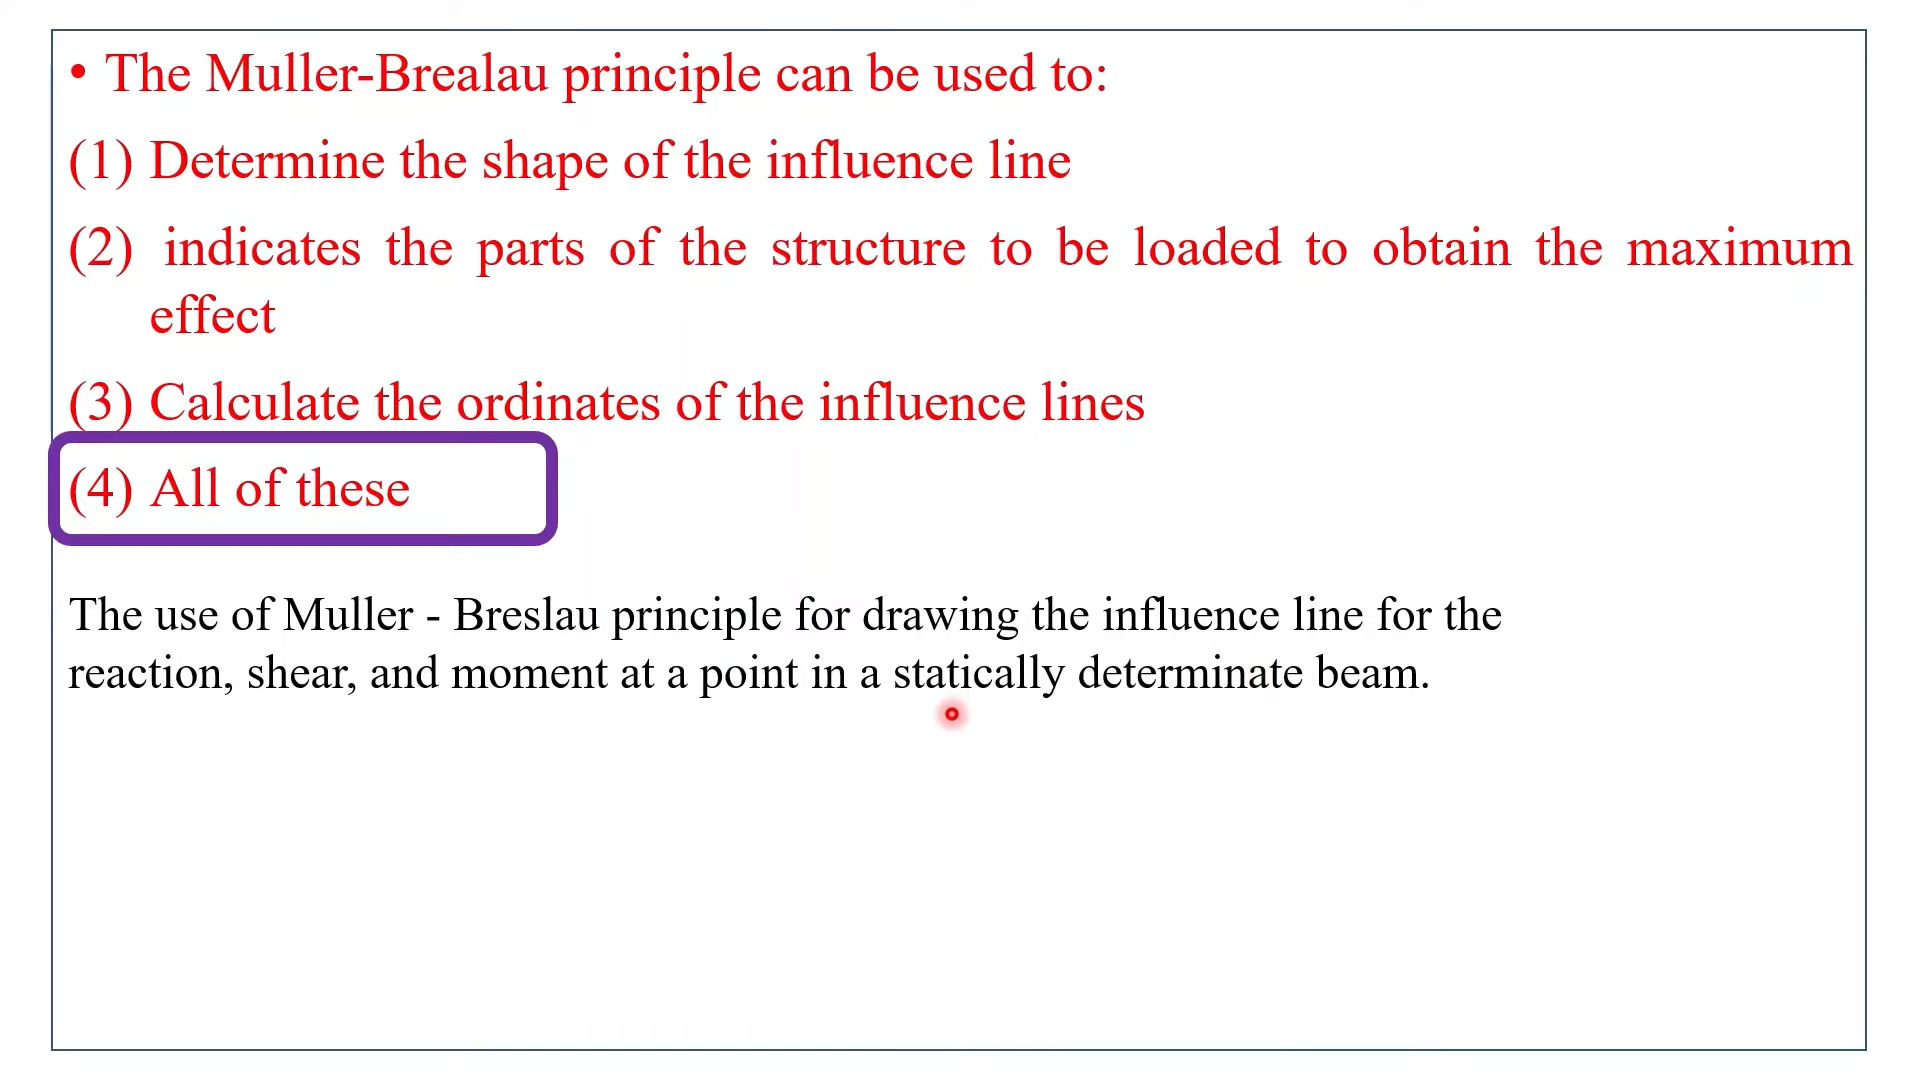 • The Muller-Brealau principle can be used to:
(1) Determine the shape of the influence line
(2) indicates the parts of the structure to be loaded to obtain the maximum
effect
(3) Calculate the ordinates of the influence lines
(4) All of these
The use of Muller - Breslau principle for drawing the influence line for the
reaction, shear, and moment at a point in a statically determinate beam.